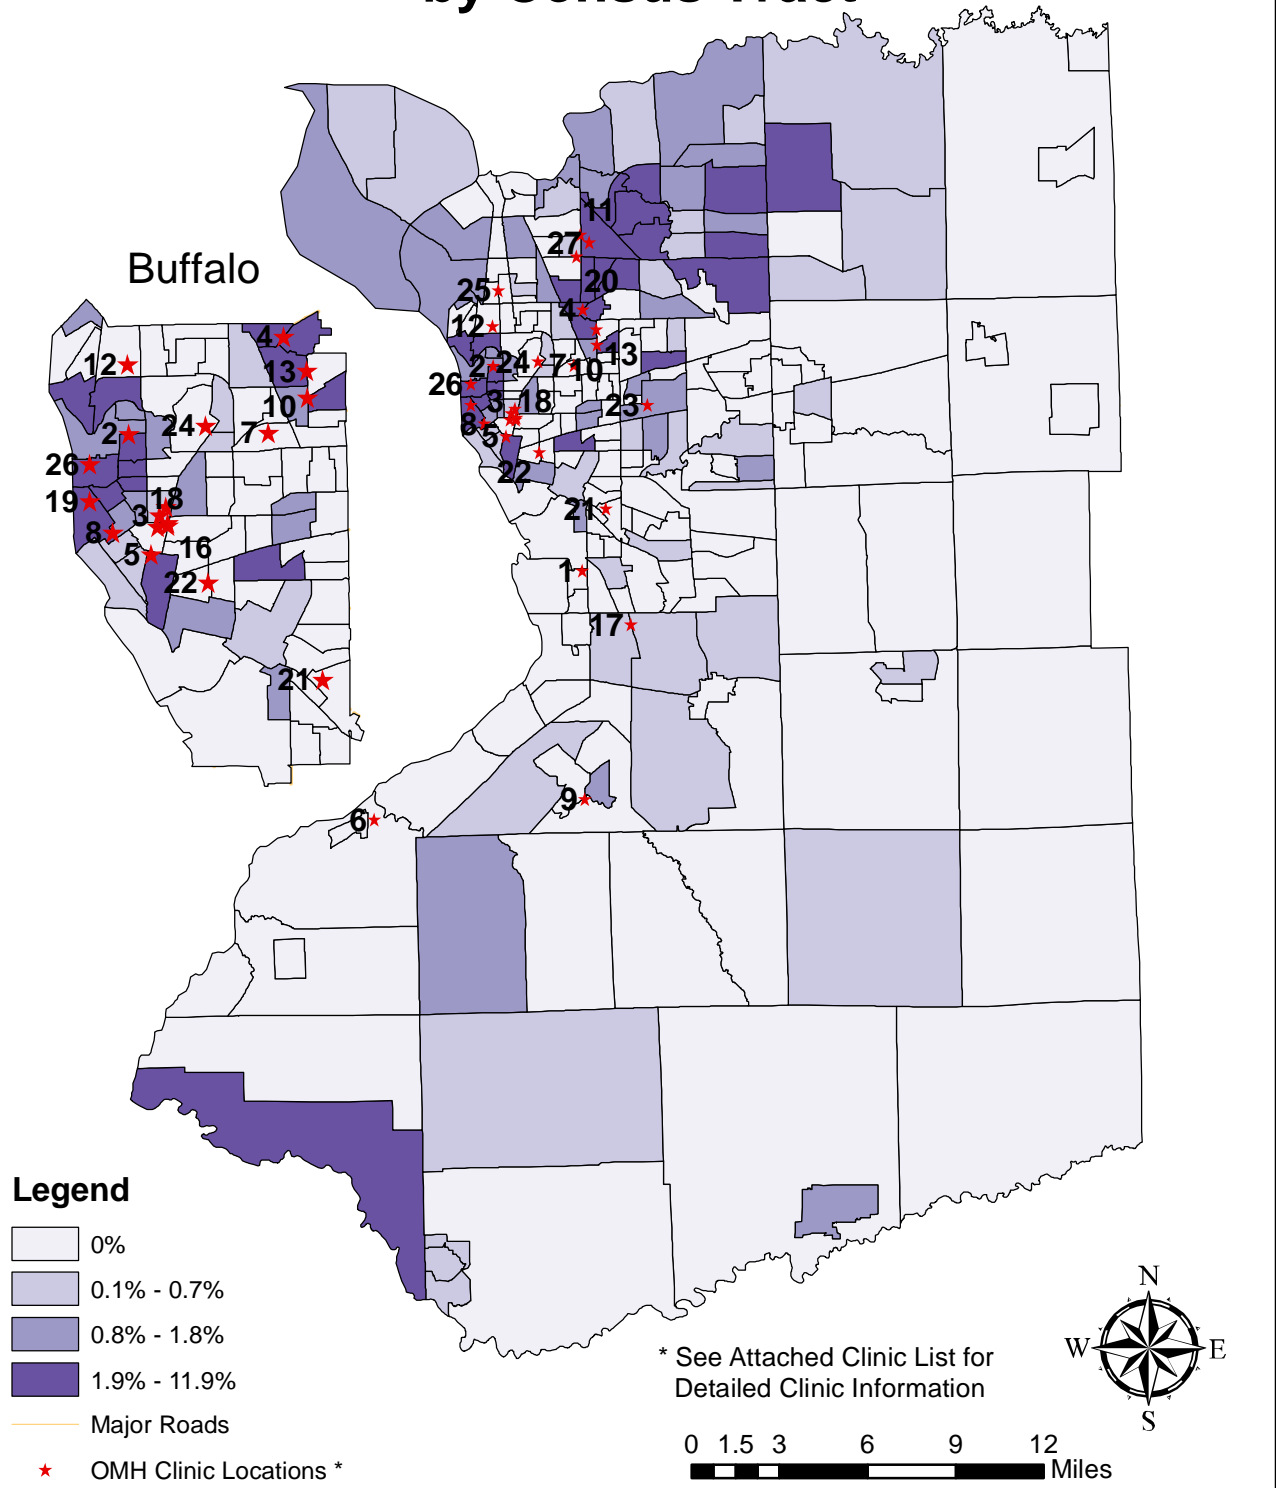 by Census Tract
Buffalo
11
27
20
25
4
12
13
2
24
7
10
26
3
18
23
8
5
22
21
1
17
9
6
4
12
13
10
2
24
7
26
19
18
3
8
16
5
22
21
Legend
0%
0.1% - 0.7%
0.8% - 1.8%
1.9% - 11.9%
Major Roads
OMH Clinic Locations *
* See Attached Clinic List for
Detailed Clinic Information
N
W
E
S
0 1.5 3 6 9 12
Miles